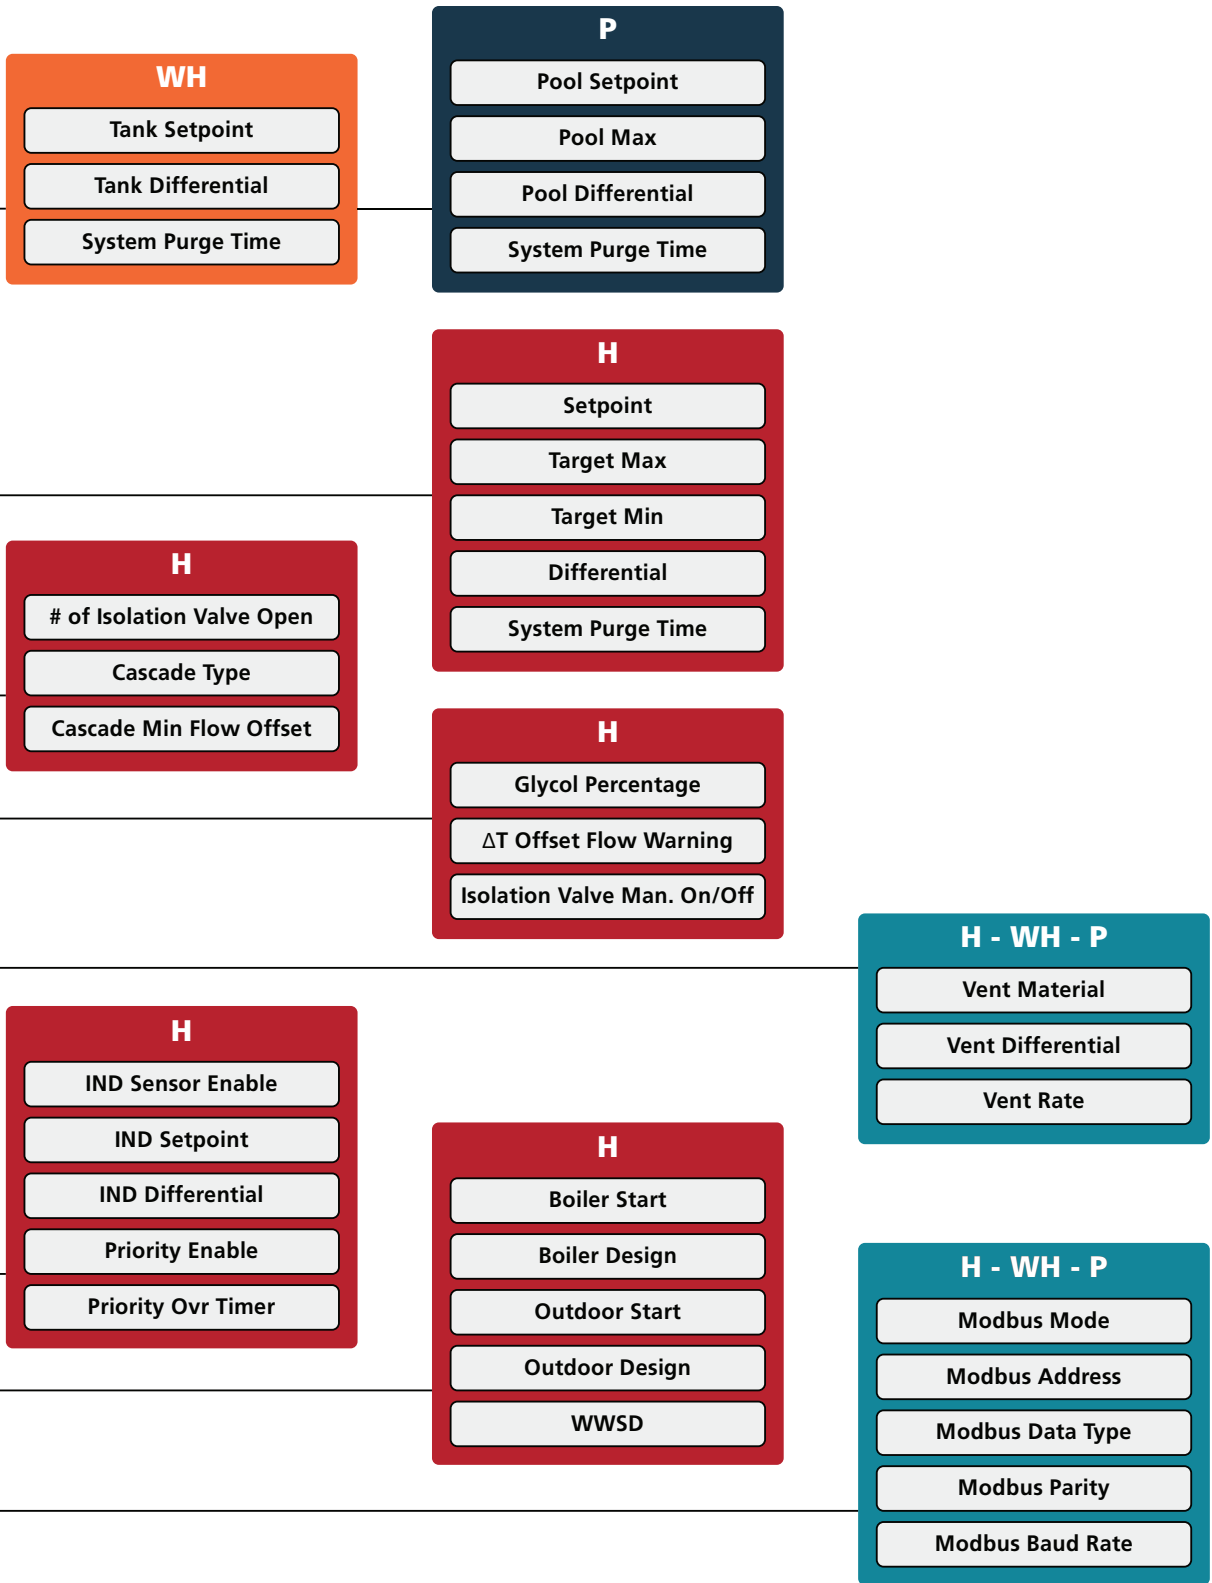 WH
Tank Setpoint
Tank Differential
System Purge Time
P
Pool Setpoint
Pool Max
Pool Differential
System Purge Time
H
Setpoint
Target Max
Target Min
Differential
System Purge Time
H
# of Isolation Valve Open
Cascade Type
Cascade Min Flow Offset
H
Glycol Percentage
ΔT Offset Flow Warning
Isolation Valve Man. On/Off
H - WH - P
Vent Material
Vent Differential
Vent Rate
H
IND Sensor Enable
IND Setpoint
IND Differential
Priority Enable
Priority Ovr Timer
H
Boiler Start
Boiler Design
Outdoor Start
Outdoor Design
WWSD
H - WH - P
Modbus Mode
Modbus Address
Modbus Data Type
Modbus Parity
Modbus Baud Rate